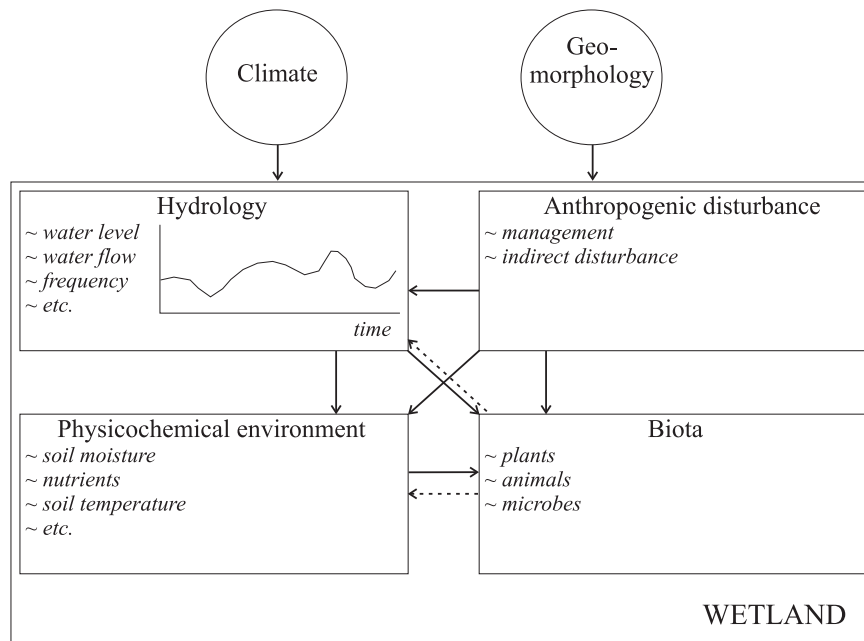 Climate
Geo-
morphology
Hydrology
~ water level
~ water flow
~ frequency
~ etc.
time
Anthropogenic disturbance
~ management
~ indirect disturbance
Physicochemical environment
~ soil moisture
~ nutrients
~ soil temperature
~ etc.
Biota
~ plants
~ animals
~ microbes
WETLAND